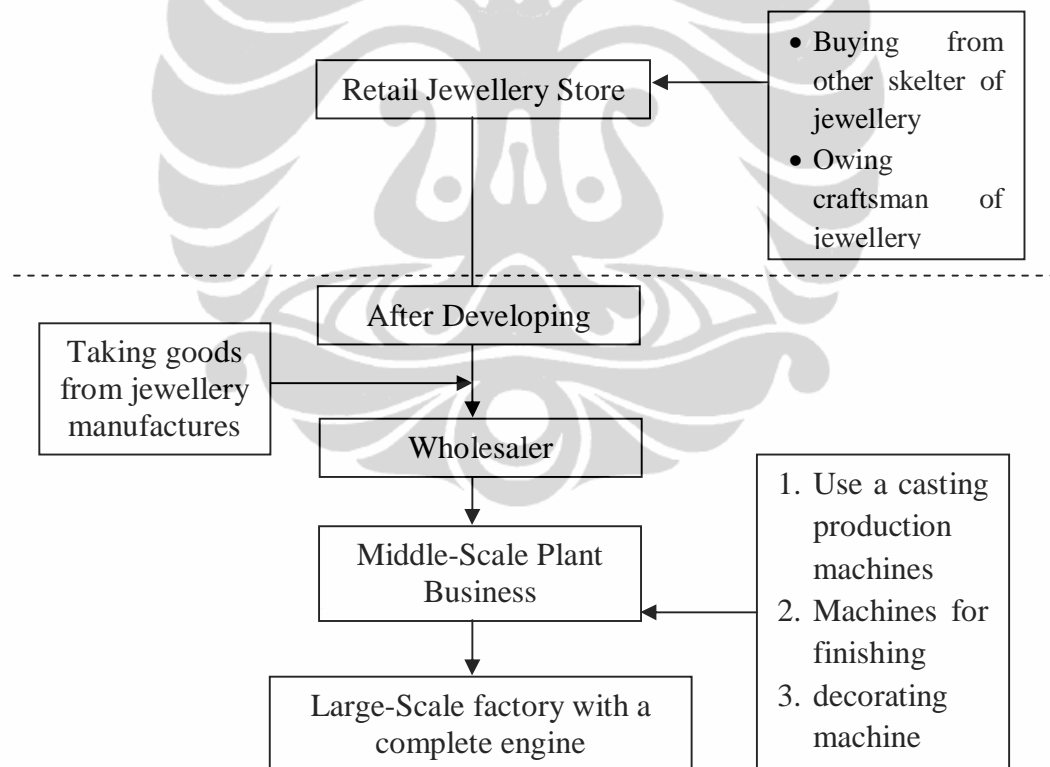 Retail Jewellery Store
• Buying from
other skelter of
jewellery
• Owing
craftsman of
jewellery
After Developing
Taking goods
from jewellery
manufactures
Wholesaler
Middle-Scale Plant
Business
1. Use a casting
production
machines
2. Machines for
finishing
3. decorating
machine
Large-Scale factory with a
complete engine